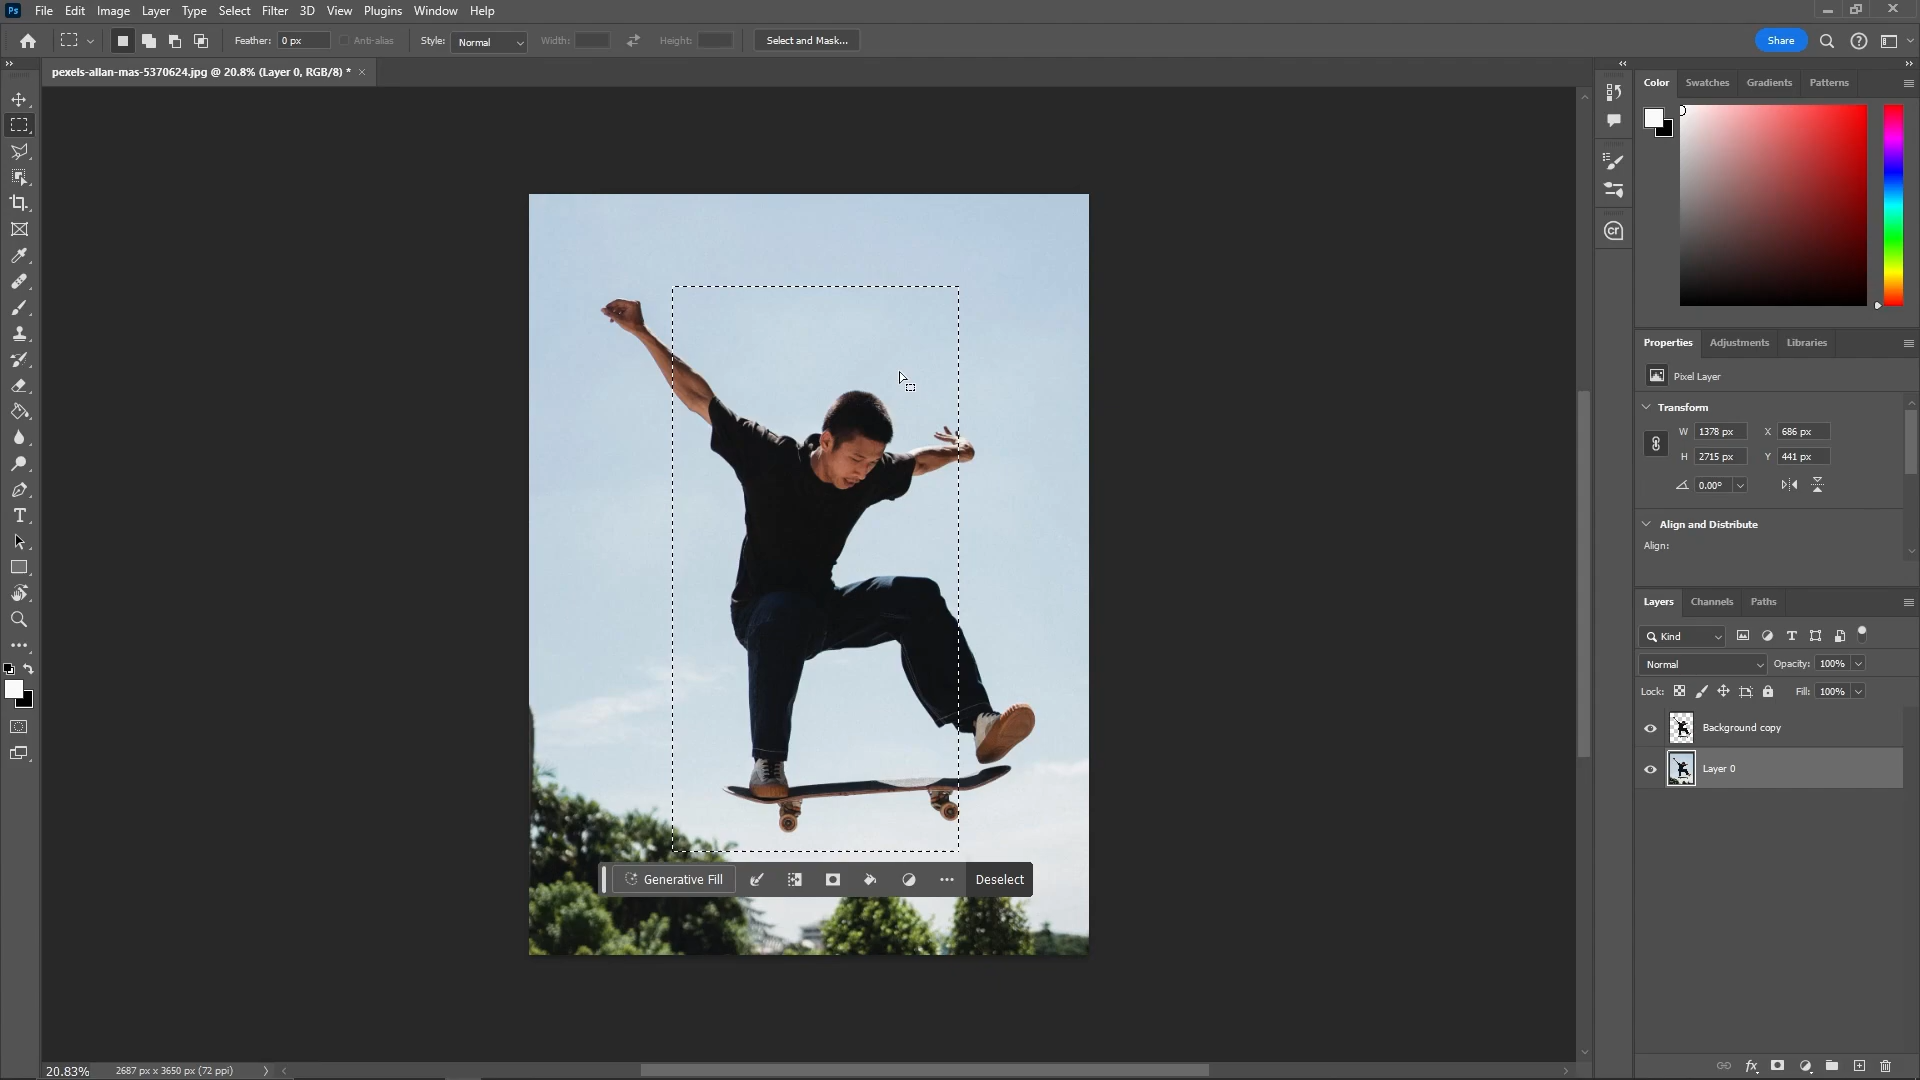 Ps File Edit Image Layer Type Select Filter 3D View Plugins Window Help
Feather: 0 px Anti-alias Style: Normal Width: Height: Select and Mask... Share
pexels-allan-mas-5370624.jpg @ 20.8% (Layer 0, RGB/8) * ×
Color Swatches Gradients Patterns
cr
Properties Adjustments Libraries
Pixel Layer
Transform
W 1378 px X 686 px
H 2715 px Y 441 px
0.00°
Align and Distribute
Align:
Layers Channels Paths
Kind
Normal Opacity: 100%
Lock: Fill: 100%
Background copy
Layer 0
Generative Fill Deselect
20.83% 2687 px x 3650 px (72 ppi)